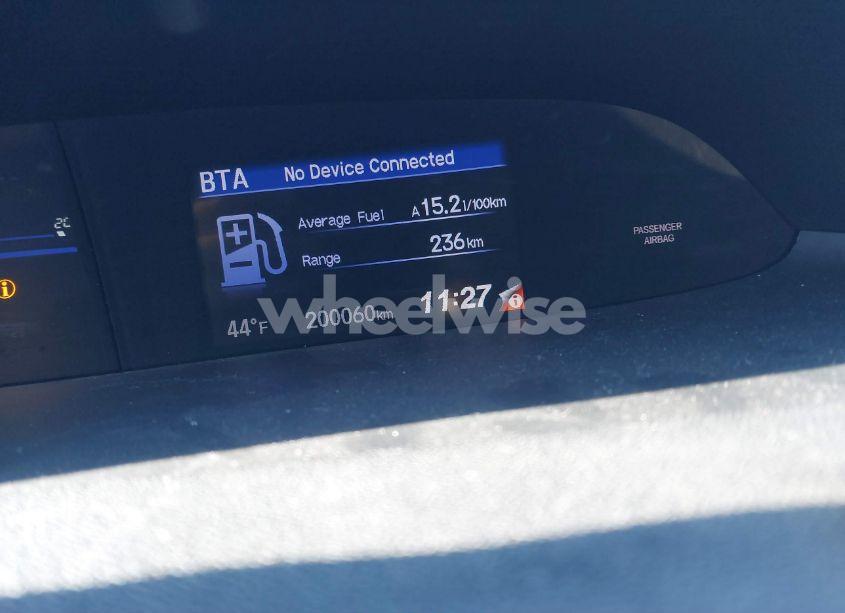 BTA No Device Connected
Average Fuel A 15.2 l/100km
Range 236 km
44°F 200060 km 11:27
PASSENGER
AIRBAG
wheelwise